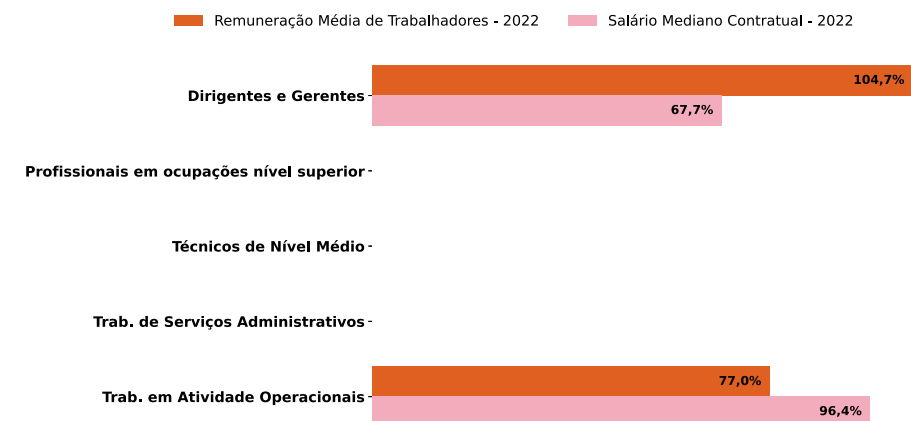 Remuneração Média de Trabalhadores - 2022 Salário Mediano Contratual - 2022
Dirigentes e Gerentes
104,7%
67,7%
Profissionais em ocupações nível superior
Técnicos de Nível Médio
Trab. de Serviços Administrativos
Trab. em Atividade Operacionais
77,0%
96,4%